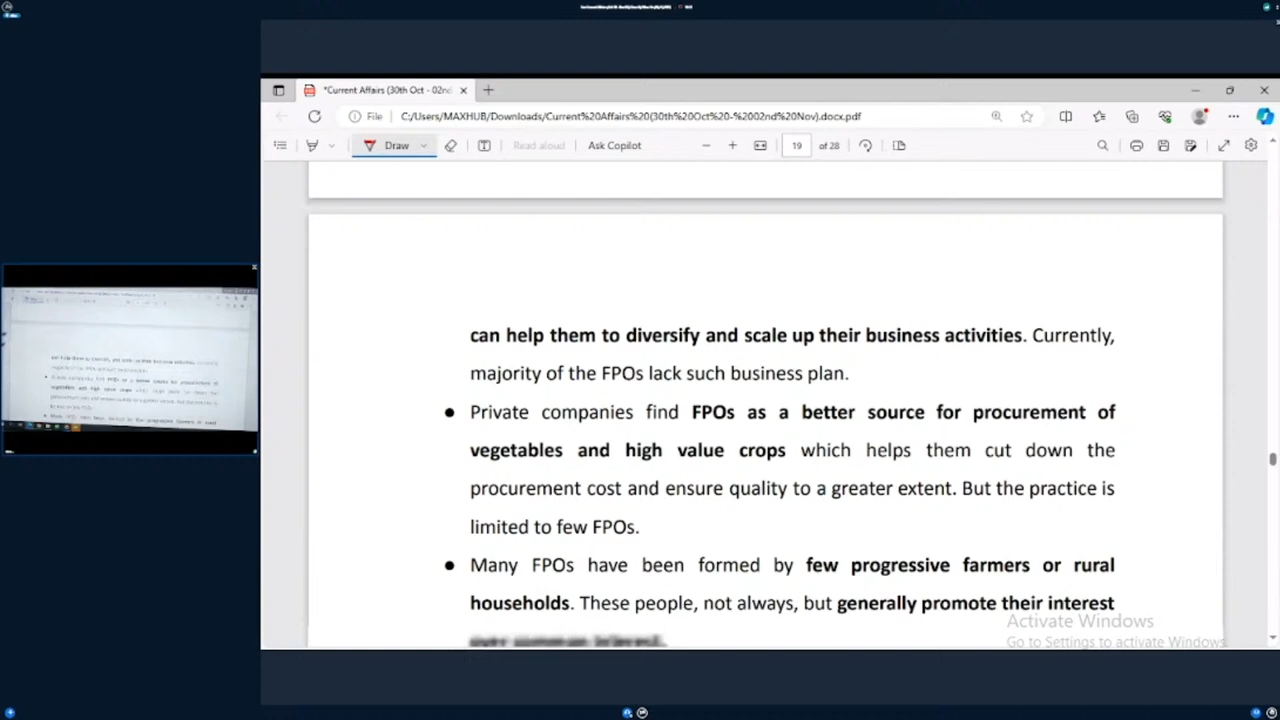 *Current Affairs (30th Oct - 02nd
File
C:/Users/MAXHUB/Downloads/Current%20Affairs%20(30th%20Oct%20-%2002nd%20Nov).docx.pdf
Draw
Read aloud
Ask Copilot
19
of 28
can help them to diversify and scale up their business activities. Currently,
majority of the FPOs lack such business plan.
● Private companies find FPOs as a better source for procurement of
vegetables and high value crops which helps them cut down the
procurement cost and ensure quality to a greater extent. But the practice is
limited to few FPOs.
● Many FPOs have been formed by few progressive farmers or rural
households. These people, not always, but generally promote their interest
over common interest.
Activate Windows
Go to Settings to activate Windows.